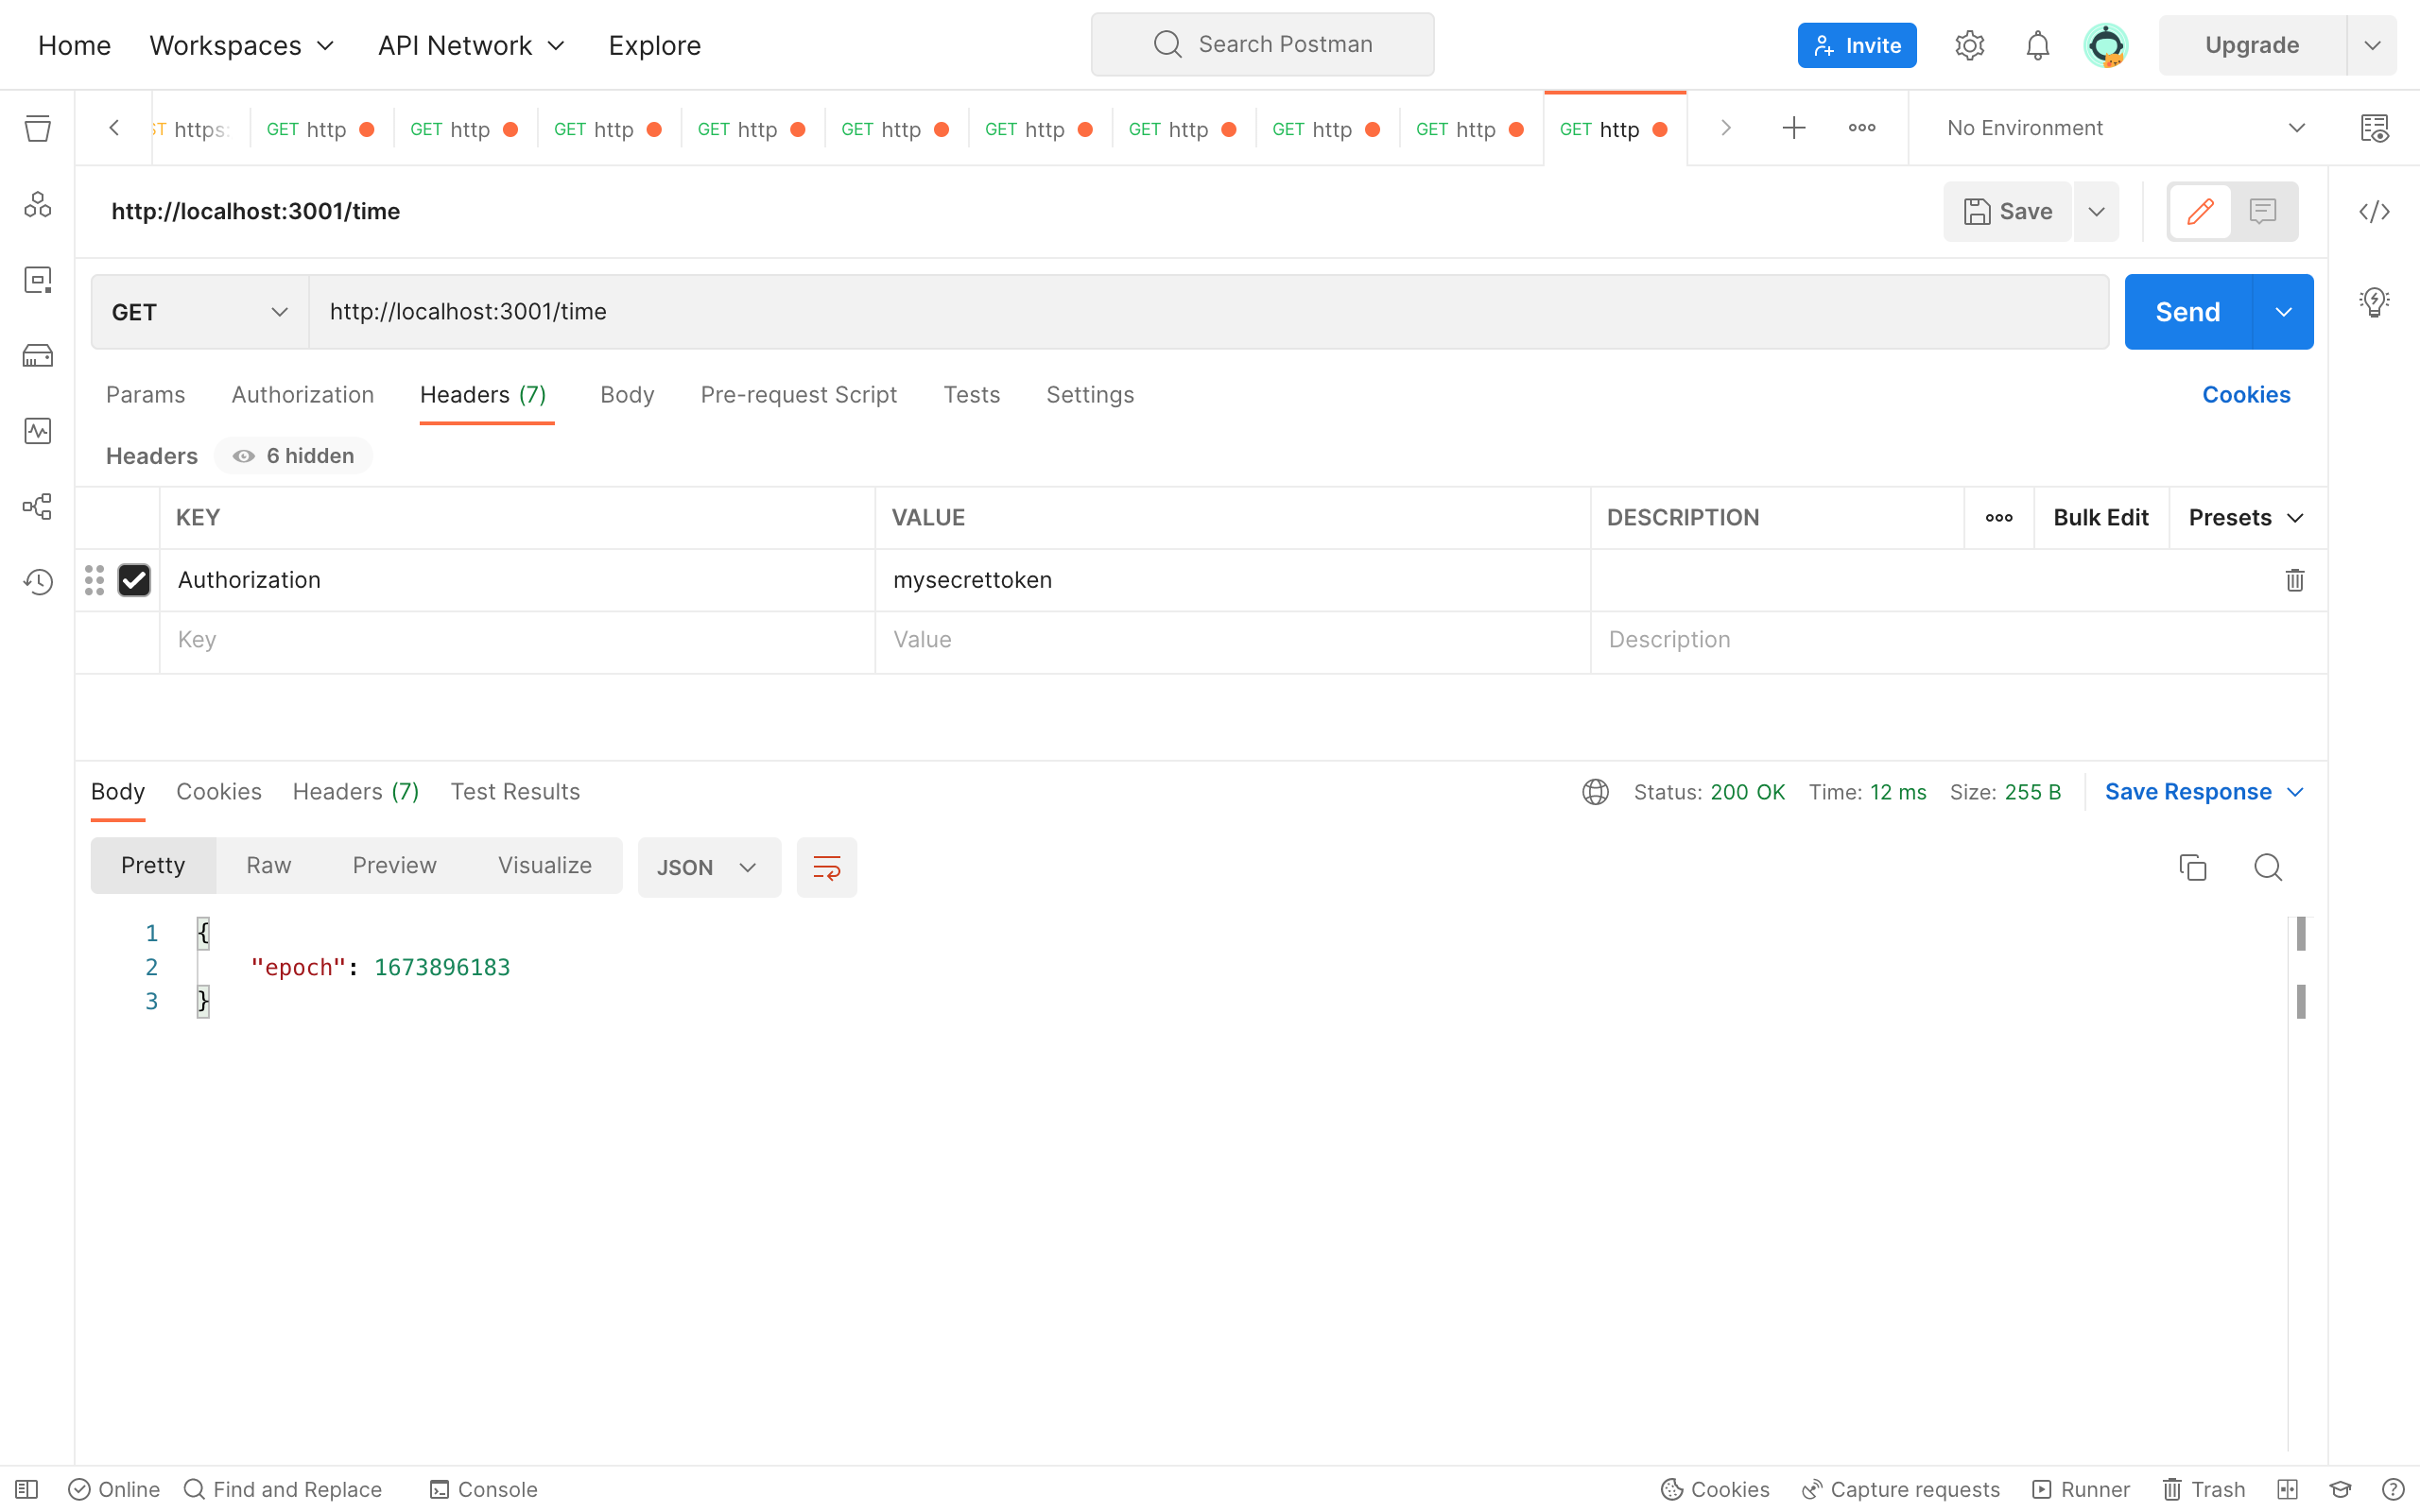 Home Workspaces API Network Explore Search Postman Invite Upgrade
ST https: GET http GET http GET http GET http GET http GET http GET http GET http GET http GET http No Environment
http://localhost:3001/time Save
GET http://localhost:3001/time Send
Params Authorization Headers (7) Body Pre-request Script Tests Settings Cookies
Headers 6 hidden
KEY VALUE DESCRIPTION Bulk Edit Presets
Authorization mysecrettoken
Key Value Description
Body Cookies Headers (7) Test Results Status: 200 OK Time: 12 ms Size: 255 B Save Response
Pretty Raw Preview Visualize JSON
1 {
2 "epoch": 1673896183
3 }
Online Find and Replace Console Cookies Capture requests Runner Trash